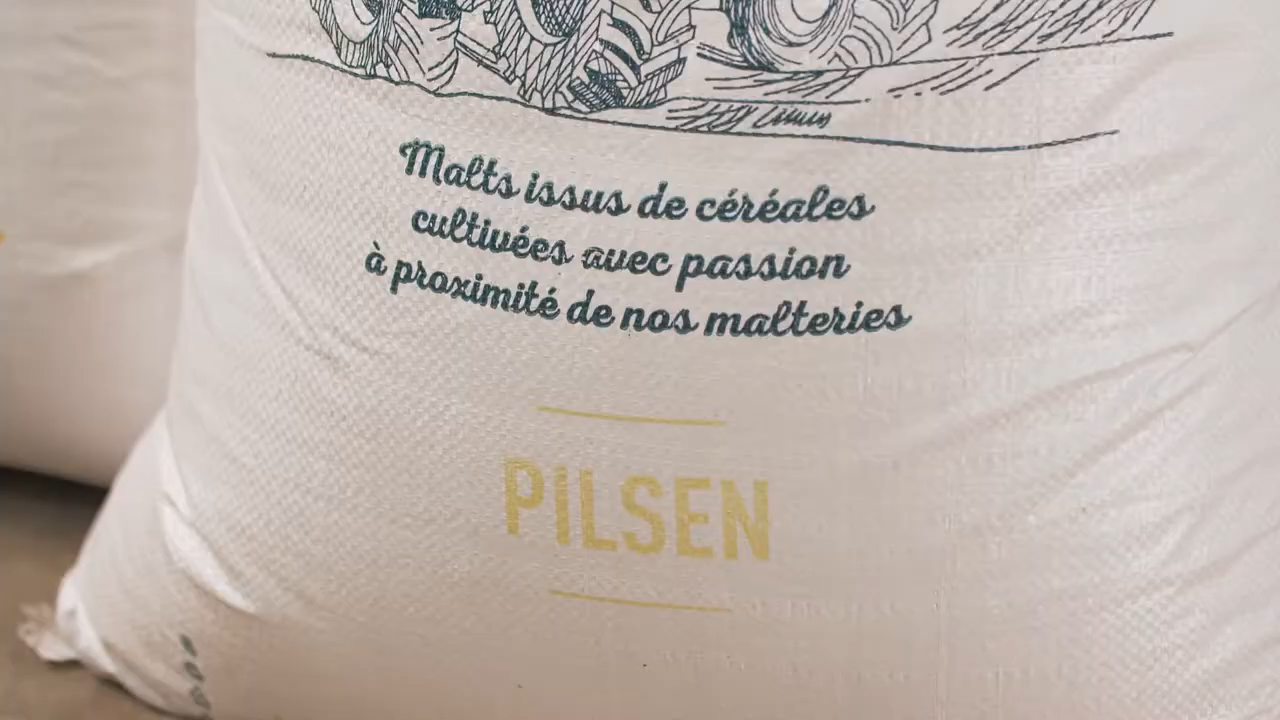 Malts issus de céréales
cultivées avec passion
à proximité de nos malteries
PILSEN